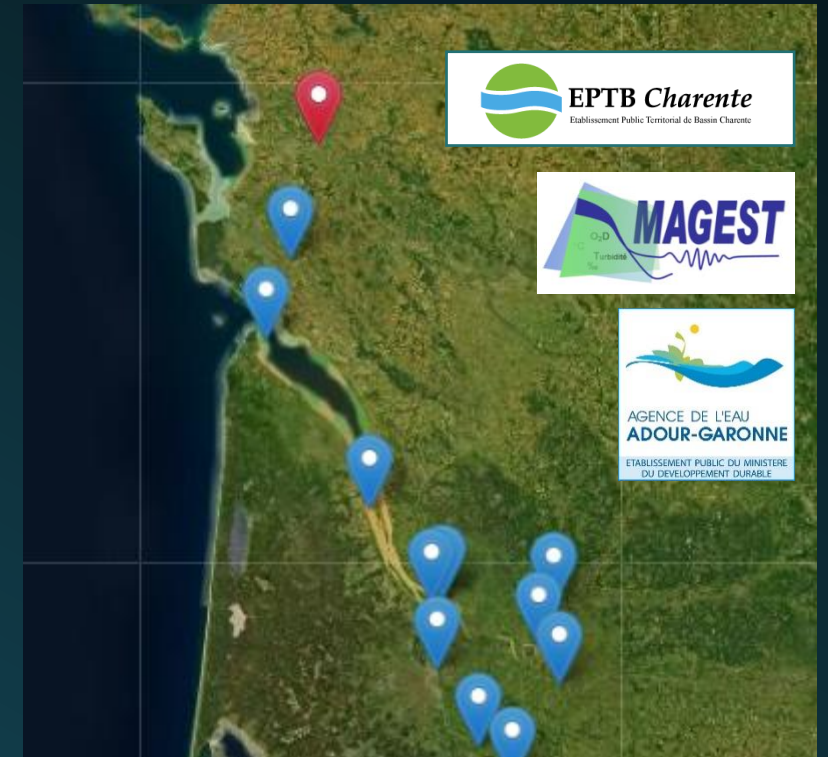 EPTB Charente
Etablissement Public Territorial de Bassin Charente
MAGEST
O₂D
°C
Turbidité
S‰
AGENCE DE L'EAU
ADOUR-GARONNE
ETABLISSEMENT PUBLIC DU MINISTERE
DU DEVELOPPEMENT DURABLE